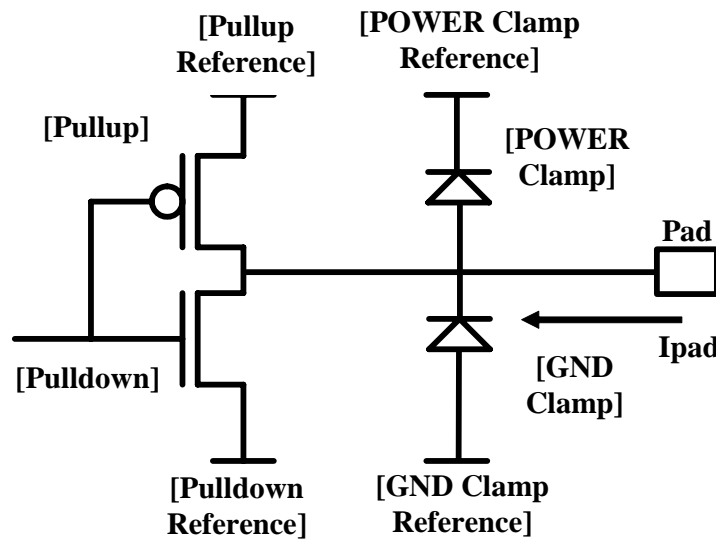 [Pullup
Reference]
[POWER Clamp
Reference]
[Pullup]
[POWER
Clamp]
Pad
Ipad
[Pulldown]
[GND
Clamp]
[Pulldown
Reference]
[GND Clamp
Reference]